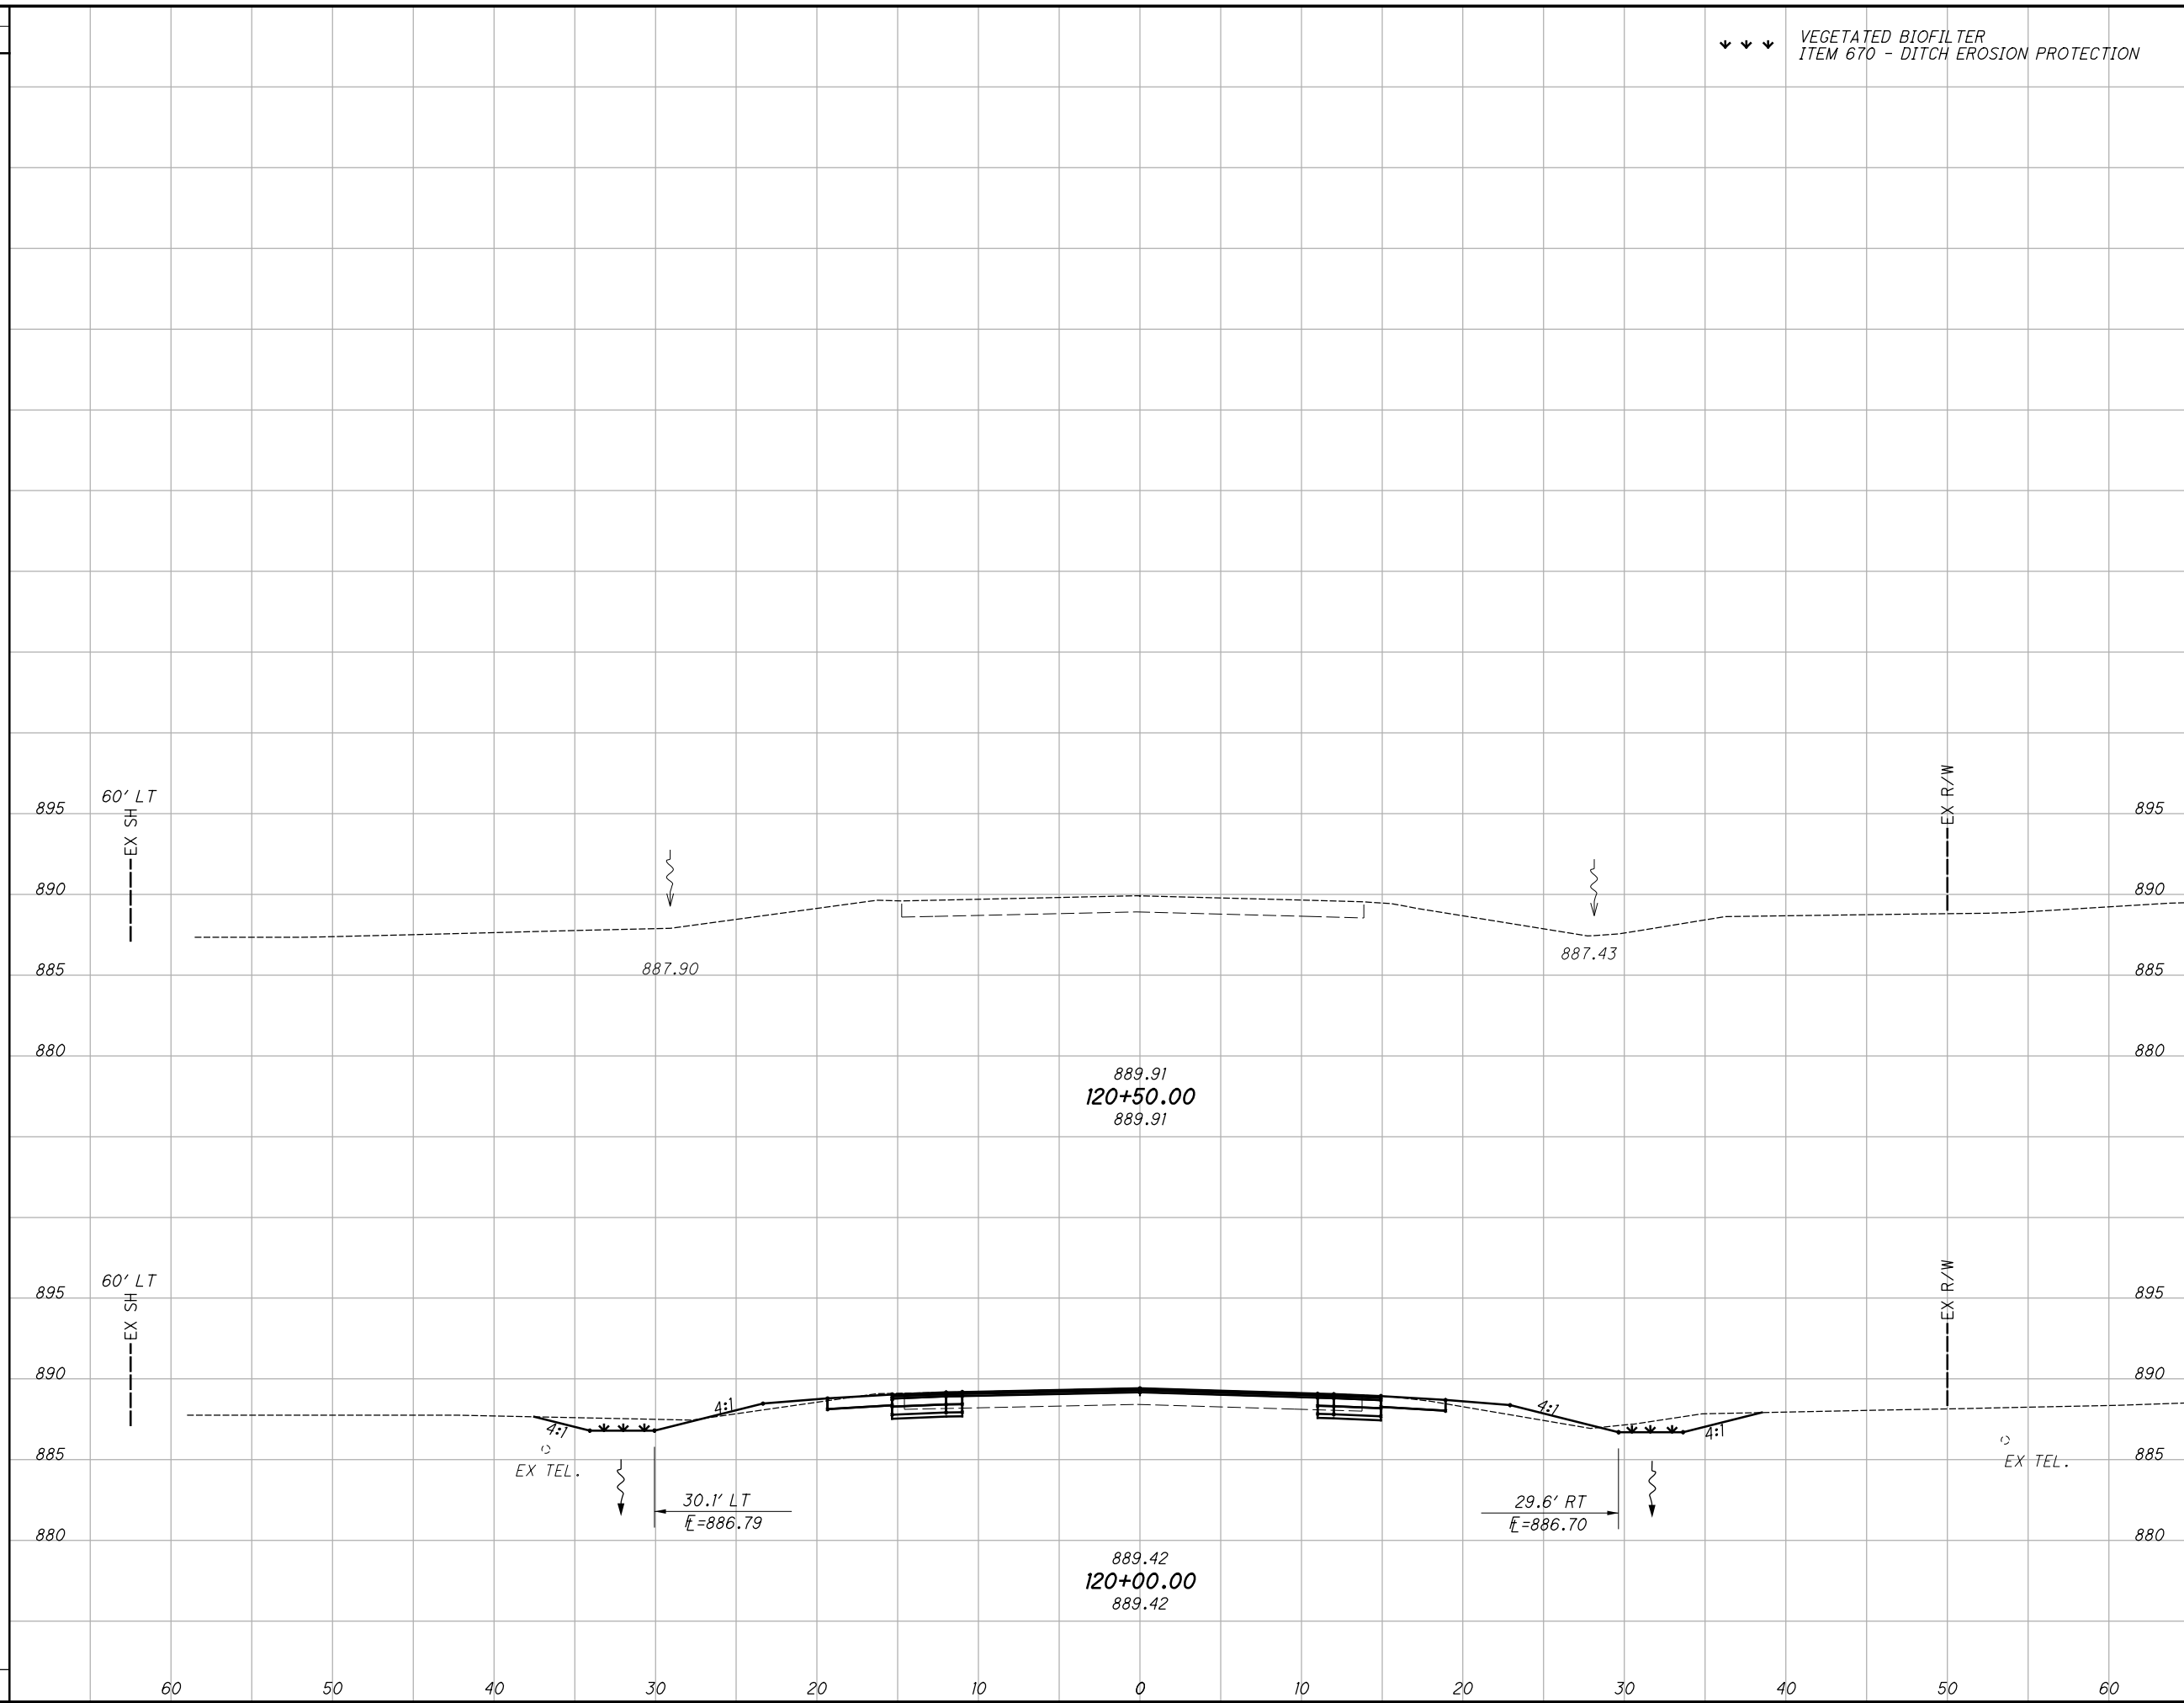 VEGETATED BIOFILTER
ITEM 670 - DITCH EROSION PROTECTION
EX R/W
60' LT
895
895
EX SH
890
890
887.43
885
887.90
885
880
880
889.91
120+50.00
889.91
EX R/W
60' LT
895
895
EX SH
890
890
4:1
4:1
4:1
4:1
885
EX TEL.
EX TEL.
885
30.1' LT
29.6' RT
FL=886.79
FL=886.70
880
880
889.42
120+00.00
889.42
60 50 40 30 20 10 0 10 20 30 40 50 60